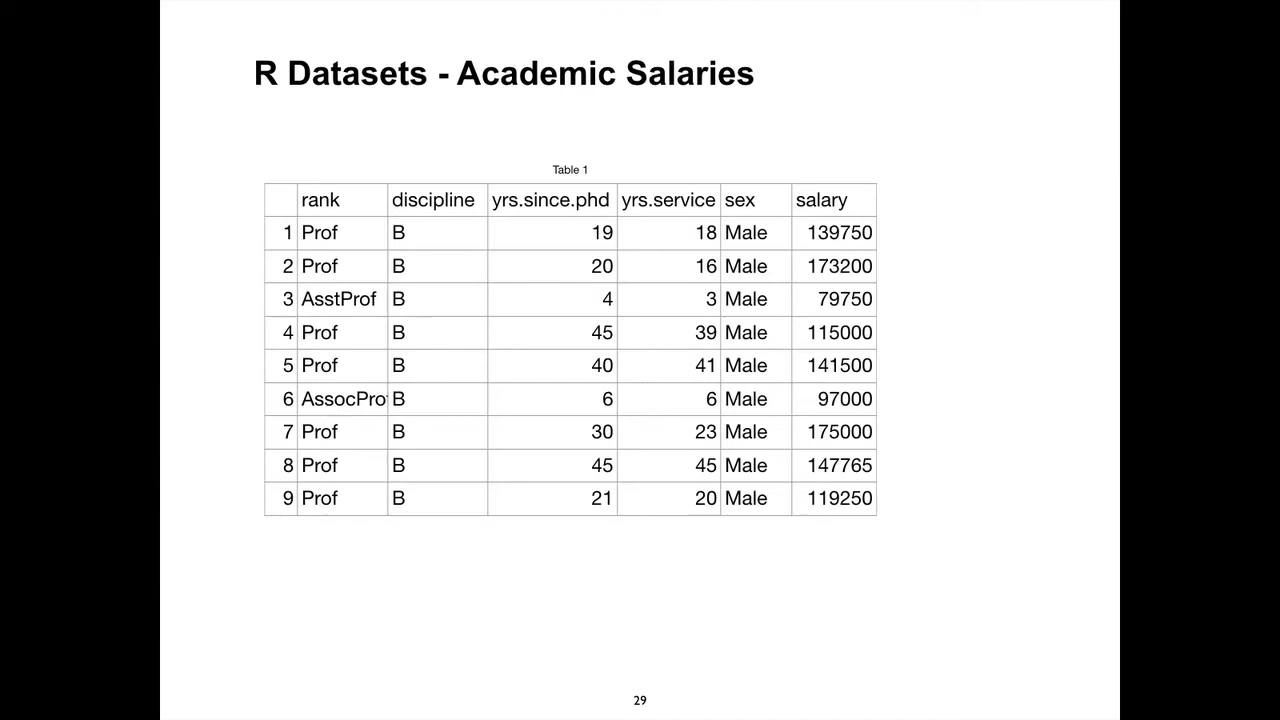 R Datasets - Academic Salaries
Table 1
rank discipline yrs.since.phd yrs.service sex salary
1 Prof B 19 18 Male 139750
2 Prof B 20 16 Male 173200
3 AsstProf B 4 3 Male 79750
4 Prof B 45 39 Male 115000
5 Prof B 40 41 Male 141500
6 AssocProf B 6 6 Male 97000
7 Prof B 30 23 Male 175000
8 Prof B 45 45 Male 147765
9 Prof B 21 20 Male 119250
29